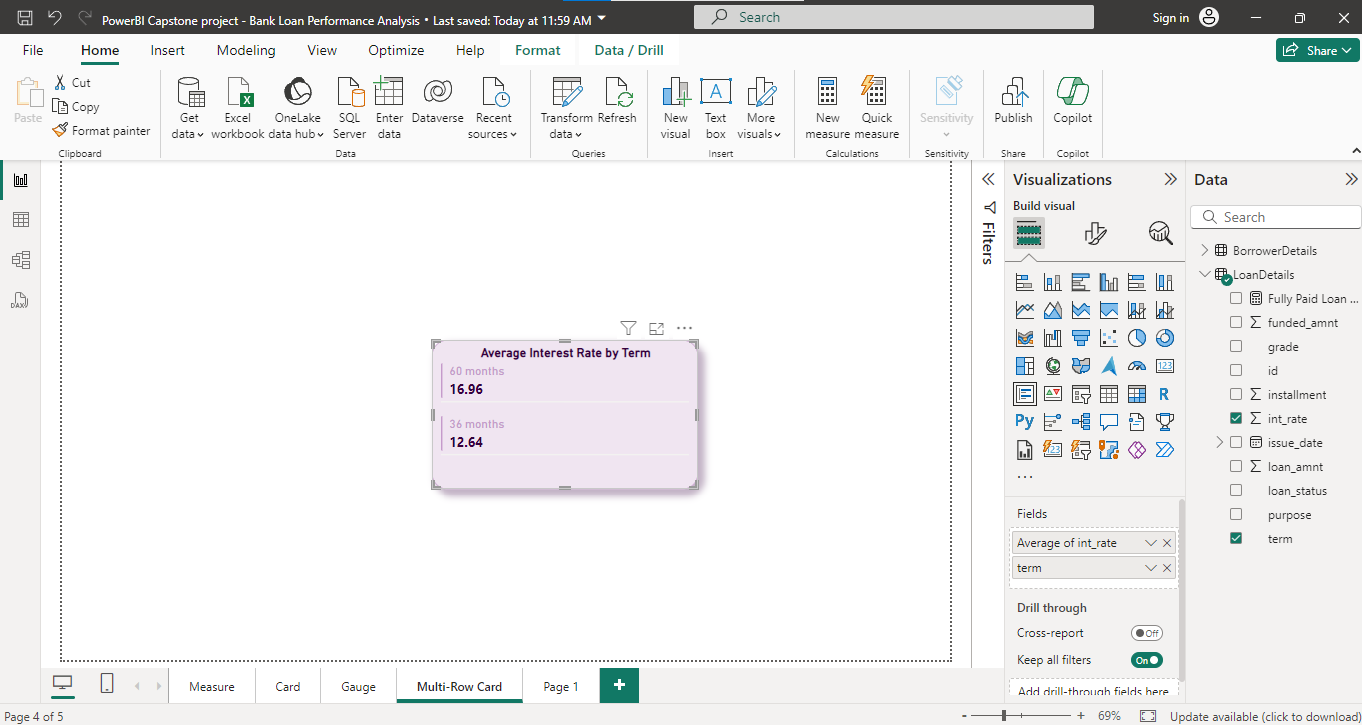 PowerBI Capstone project - Bank Loan Performance Analysis • Last saved: Today at 11:59 AM
Search
Sign in
File
Home
Insert
Modeling
View
Optimize
Help
Format
Data / Drill
Share
Paste
Cut
Copy
Format painter
Clipboard
Get data
Excel workbook
OneLake data hub
SQL Server
Enter data
Dataverse
Recent sources
Data
Transform data
Refresh
Queries
New visual
Text box
More visuals
Insert
New measure
Quick measure
Calculations
Sensitivity
Sensitivity
Publish
Share
Copilot
Copilot
Average Interest Rate by Term
60 months
16.96
36 months
12.64
Filters
Visualizations
Build visual
123
R
Py
123
...
Fields
Average of int_rate
term
Drill through
Cross-report
Off
Keep all filters
On
Add drill-through fields here
Data
Search
BorrowerDetails
LoanDetails
Fully Paid Loan ...
funded_amnt
grade
id
installment
int_rate
issue_date
loan_amnt
loan_status
purpose
term
DAX
Measure
Card
Gauge
Multi-Row Card
Page 1
+
Page 4 of 5
- + 69%
Update available (click to download)